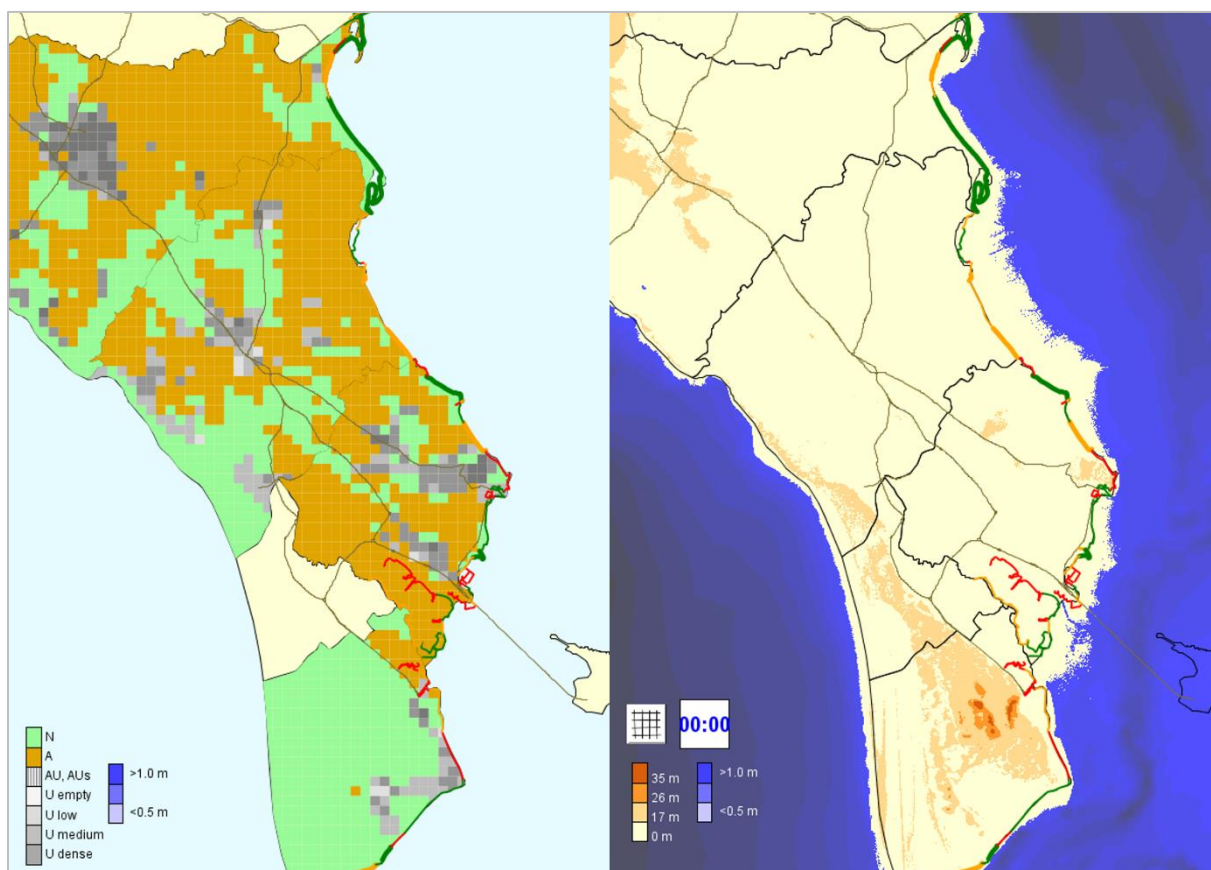 N
A
AU, AUs
U empty
U low
U medium
U dense
>1.0 m
<0.5 m
00:00
35 m
26 m
17 m
0 m
>1.0 m
<0.5 m